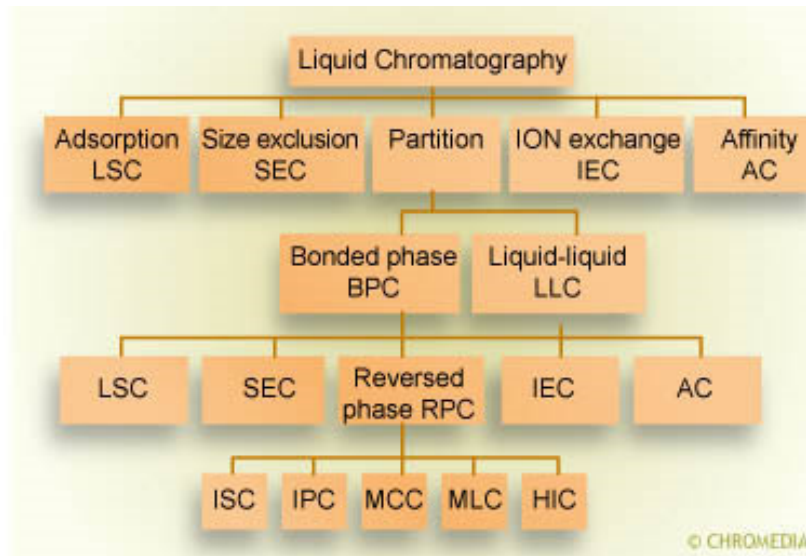 Liquid Chromatography
Adsorption
LSC
Size exclusion
SEC
Partition
ION exchange
IEC
Affinity
AC
Bonded phase
BPC
Liquid-liquid
LLC
LSC
SEC
Reversed
phase RPC
IEC
AC
ISC
IPC
MCC
MLC
HIC
© CHROMEDIA